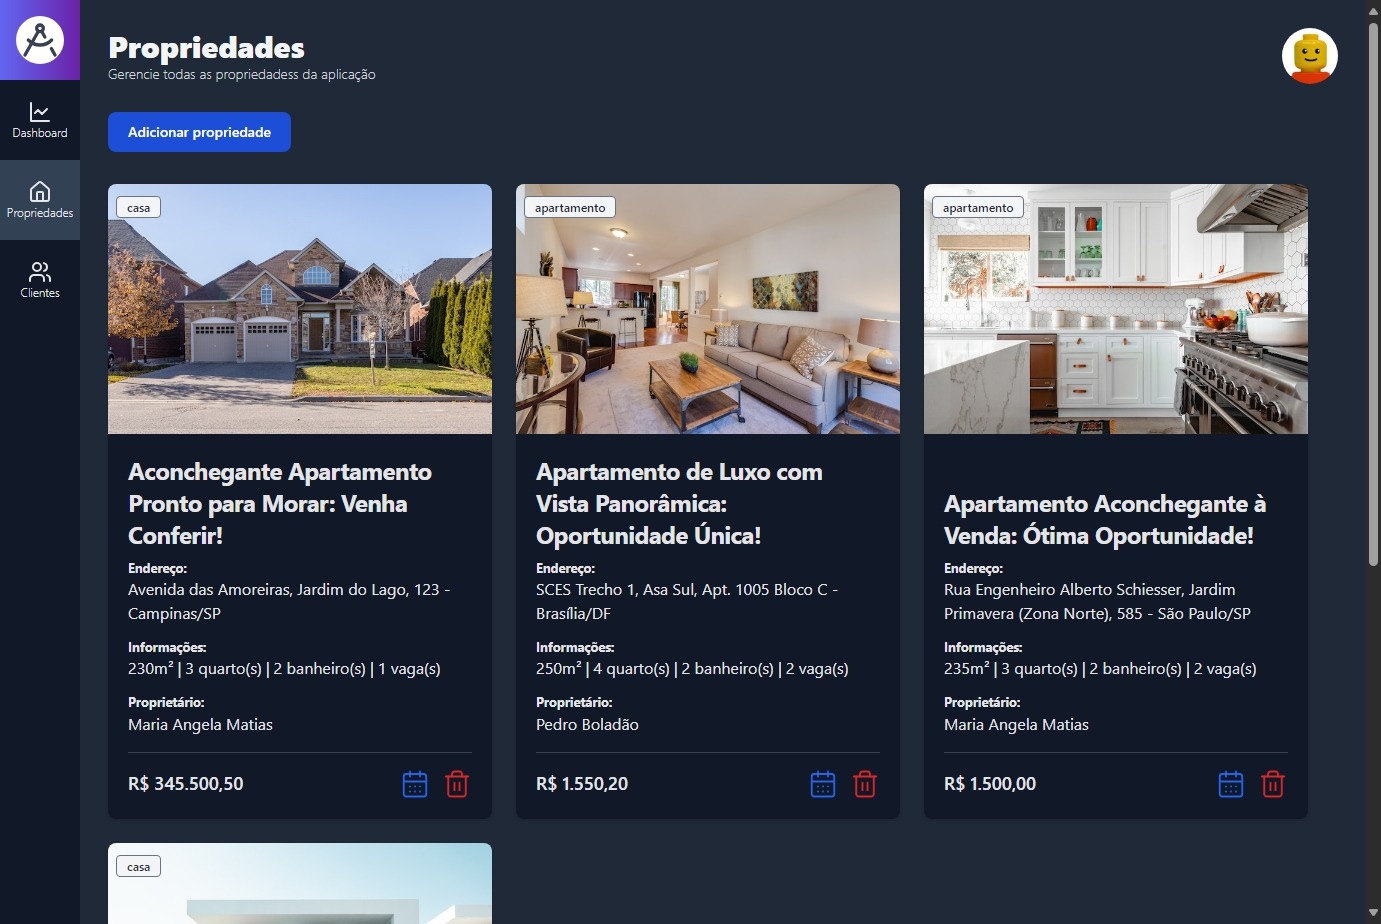 Propriedades
Gerencie todas as propriedadess da aplicação
Dashboard
Propriedades
Clientes
Adicionar propriedade
casa
Aconchegante Apartamento
Pronto para Morar: Venha
Conferir!
Endereço:
Avenida das Amoreiras, Jardim do Lago, 123 -
Campinas/SP
Informações:
230m² | 3 quarto(s) | 2 banheiro(s) | 1 vaga(s)
Proprietário:
Maria Angela Matias
R$ 345.500,50
apartamento
Apartamento de Luxo com
Vista Panorâmica:
Oportunidade Única!
Endereço:
SCES Trecho 1, Asa Sul, Apt. 1005 Bloco C -
Brasília/DF
Informações:
250m² | 4 quarto(s) | 2 banheiro(s) | 2 vaga(s)
Proprietário:
Pedro Boladão
R$ 1.550,20
apartamento
Apartamento Aconchegante à
Venda: Ótima Oportunidade!
Endereço:
Rua Engenheiro Alberto Schiesser, Jardim
Primavera (Zona Norte), 585 - São Paulo/SP
Informações:
235m² | 3 quarto(s) | 2 banheiro(s) | 2 vaga(s)
Proprietário:
Maria Angela Matias
R$ 1.500,00
casa